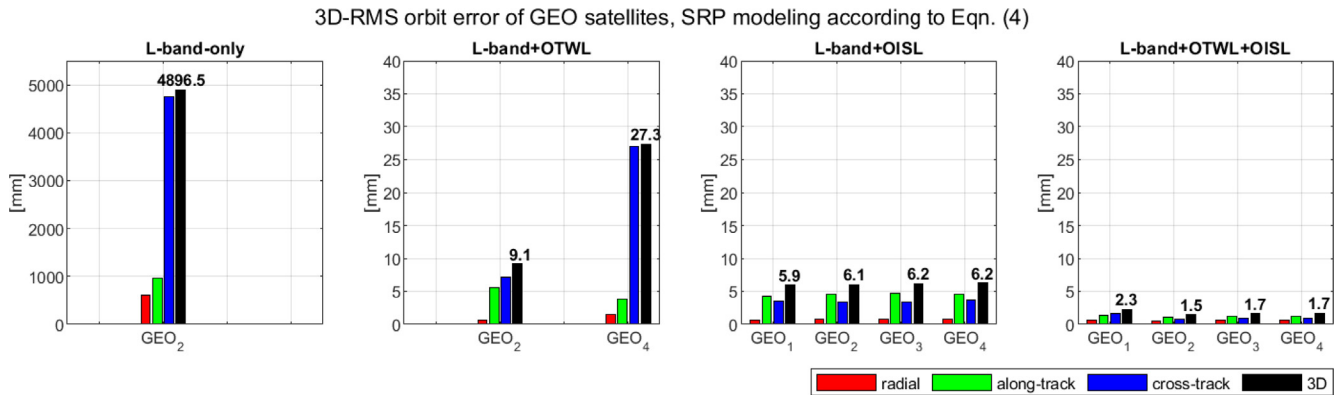 3D-RMS orbit error of GEO satellites, SRP modeling according to Eqn. (4)
L-band-only
[mm]
5000
4000
3000
2000
1000
0
4896.5
GEO2
L-band+OTWL
[mm]
40
35
30
25
20
15
10
5
0
9.1
27.3
GEO2 GEO4
L-band+OISL
[mm]
40
35
30
25
20
15
10
5
0
5.9 6.1 6.2 6.2
GEO1 GEO2 GEO3 GEO4
L-band+OTWL+OISL
[mm]
40
35
30
25
20
15
10
5
0
2.3 1.5 1.7 1.7
GEO1 GEO2 GEO3 GEO4
radial along-track cross-track 3D